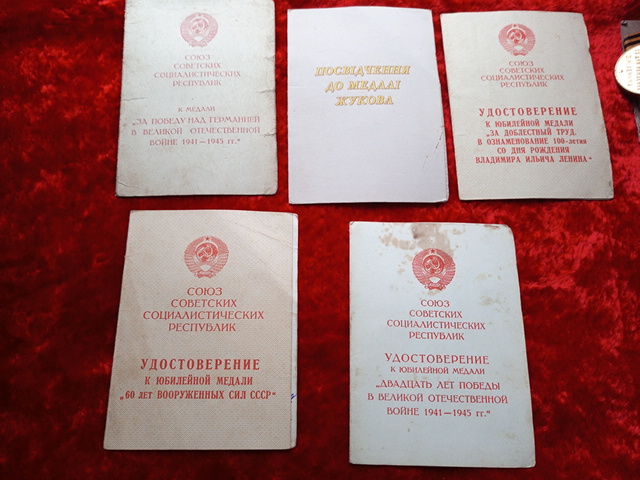 СОЮЗ
СОВЕТСКИХ
СОЦИАЛИСТИЧЕСКИХ
РЕСПУБЛИК
К МЕДАЛИ
„ЗА ПОБЕДУ НАД ГЕРМАНИЕЙ
В ВЕЛИКОЙ ОТЕЧЕСТВЕННОЙ
ВОЙНЕ 1941—1945 гг.“
ПОСВІДЧЕННЯ
ДО МЕДАЛІ
ЖУКОВА
СОЮЗ
СОВЕТСКИХ
СОЦИАЛИСТИЧЕСКИХ
РЕСПУБЛИК
УДОСТОВЕРЕНИЕ
К ЮБИЛЕЙНОЙ МЕДАЛИ
„ЗА ДОБЛЕСТНЫЙ ТРУД.
В ОЗНАМЕНОВАНИЕ 100-летия
СО ДНЯ РОЖДЕНИЯ
ВЛАДИМИРА ИЛЬИЧА ЛЕНИНА“
СОЮЗ
СОВЕТСКИХ
СОЦИАЛИСТИЧЕСКИХ
РЕСПУБЛИК
УДОСТОВЕРЕНИЕ
К ЮБИЛЕЙНОЙ МЕДАЛИ
„60 ЛЕТ ВООРУЖЕННЫХ СИЛ СССР“
СОЮЗ
СОВЕТСКИХ
СОЦИАЛИСТИЧЕСКИХ
РЕСПУБЛИК
УДОСТОВЕРЕНИЕ
К ЮБИЛЕЙНОЙ МЕДАЛИ
„ДВАДЦАТЬ ЛЕТ ПОБЕДЫ
В ВЕЛИКОЙ ОТЕЧЕСТВЕННОЙ
ВОЙНЕ 1941—1945 гг.“